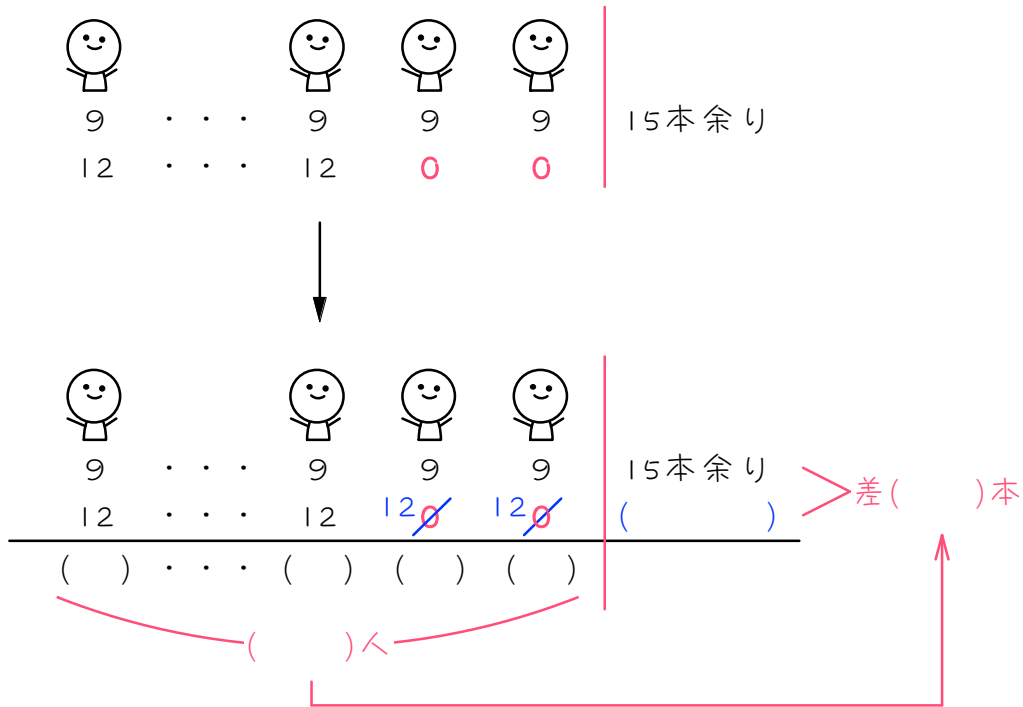 9 ・・・ 9 9 9 15本余り
12 ・・・ 12 0 0
9 ・・・ 9 9 9 15本余り
12 ・・・ 12 12 0 12 0 (  )
差(  )本
(  ) ・・・ (  ) (  ) (  )
(  )人